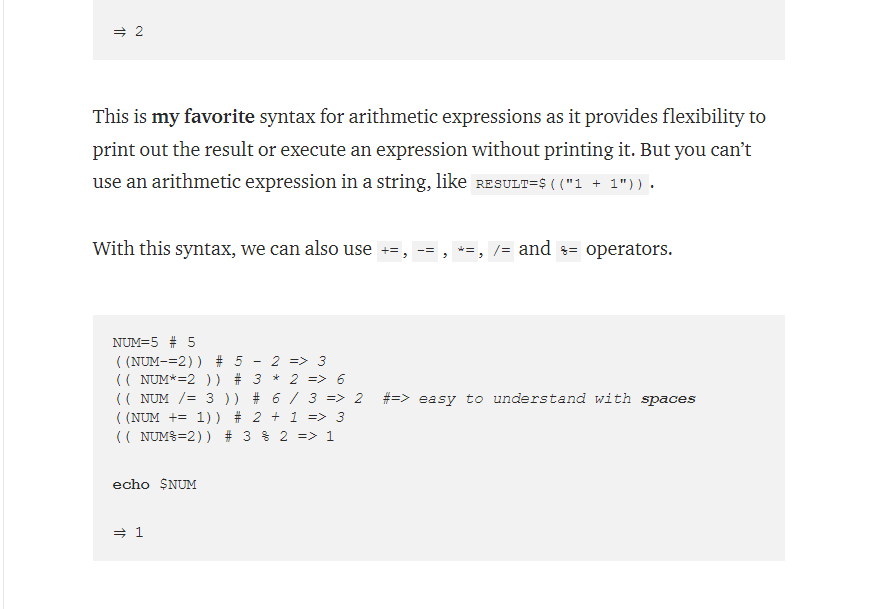 ⇒ 2
This is my favorite syntax for arithmetic expressions as it provides flexibility to
print out the result or execute an expression without printing it. But you can’t
use an arithmetic expression in a string, like RESULT=$(("1 + 1")).
With this syntax, we can also use +=, -= , *=, /= and %= operators.
NUM=5 # 5
((NUM-=2)) # 5 - 2 => 3
(( NUM*=2 )) # 3 * 2 => 6
(( NUM /= 3 )) # 6 / 3 => 2  #=> easy to understand with spaces
((NUM += 1)) # 2 + 1 => 3
(( NUM%=2)) # 3 % 2 => 1
echo $NUM
⇒ 1